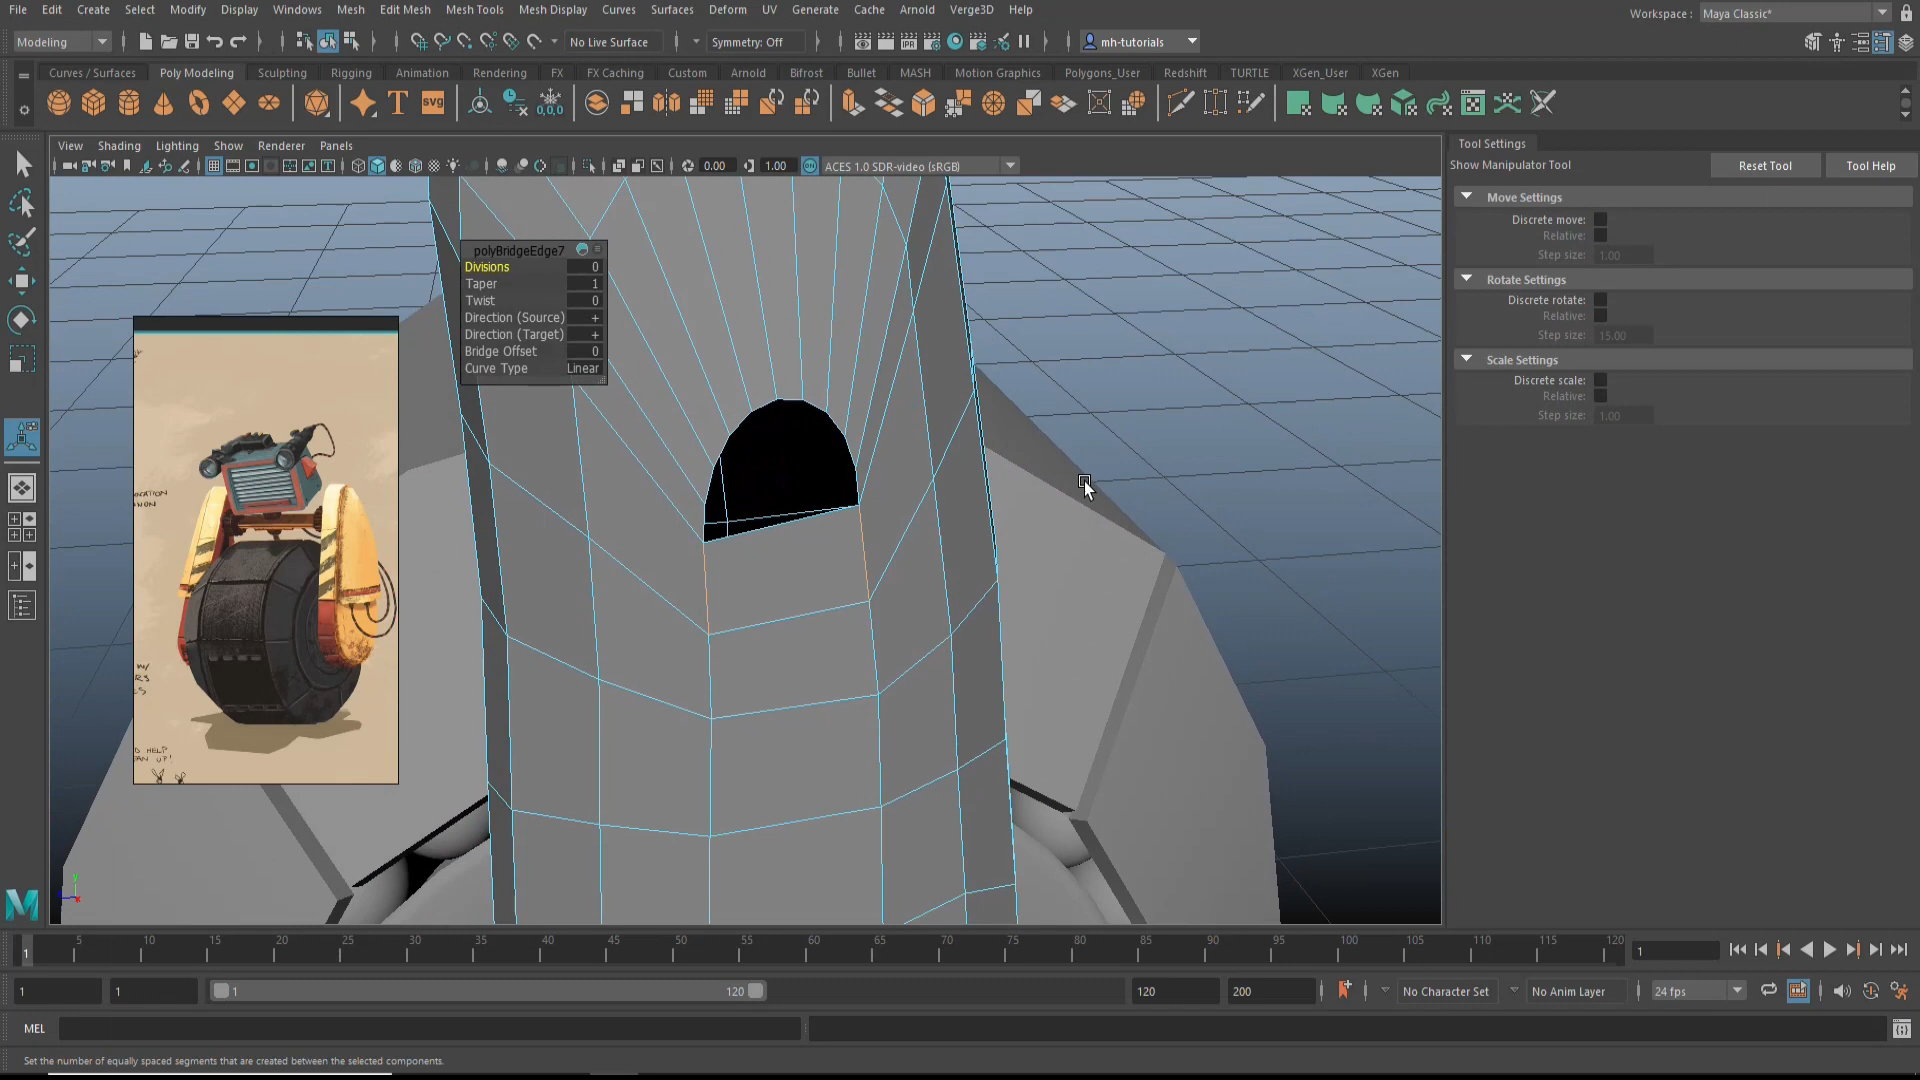 File Edit Create Select Modify Display Windows Mesh Edit Mesh Mesh Tools Mesh Display Curves Surfaces Deform UV Generate Cache Arnold Verge3D Help
Workspace : Maya Classic*
Modeling No Live Surface Symmetry: Off IPR mh-tutorials
Curves / Surfaces Poly Modeling Sculpting Rigging Animation Rendering FX FX Caching Custom Arnold Bifrost Bullet MASH Motion Graphics Polygons_User Redshift TURTLE XGen_User XGen
T SVG 0,0,0
View Shading Lighting Show Renderer Panels
0.00 1.00 ON ACES 1.0 SDR-video (sRGB)
polyBridgeEdge7
Divisions 0
Taper 1
Twist 0
Direction (Source) +
Direction (Target) +
Bridge Offset 0
Curve Type Linear
Tool Settings
Show Manipulator Tool Reset Tool Tool Help
Move Settings
Discrete move:
Relative:
Step size: 1.00
Rotate Settings
Discrete rotate:
Relative:
Step size: 15.00
Scale Settings
Discrete scale:
Relative:
Step size: 1.00
y
x
1 5 10 15 20 25 30 35 40 45 50 55 60 65 70 75 80 85 90 95 100 105 110 115 120 1
1 1 1 120 120 200 No Character Set No Anim Layer 24 fps
MEL
Set the number of equally spaced segments that are created between the selected components.